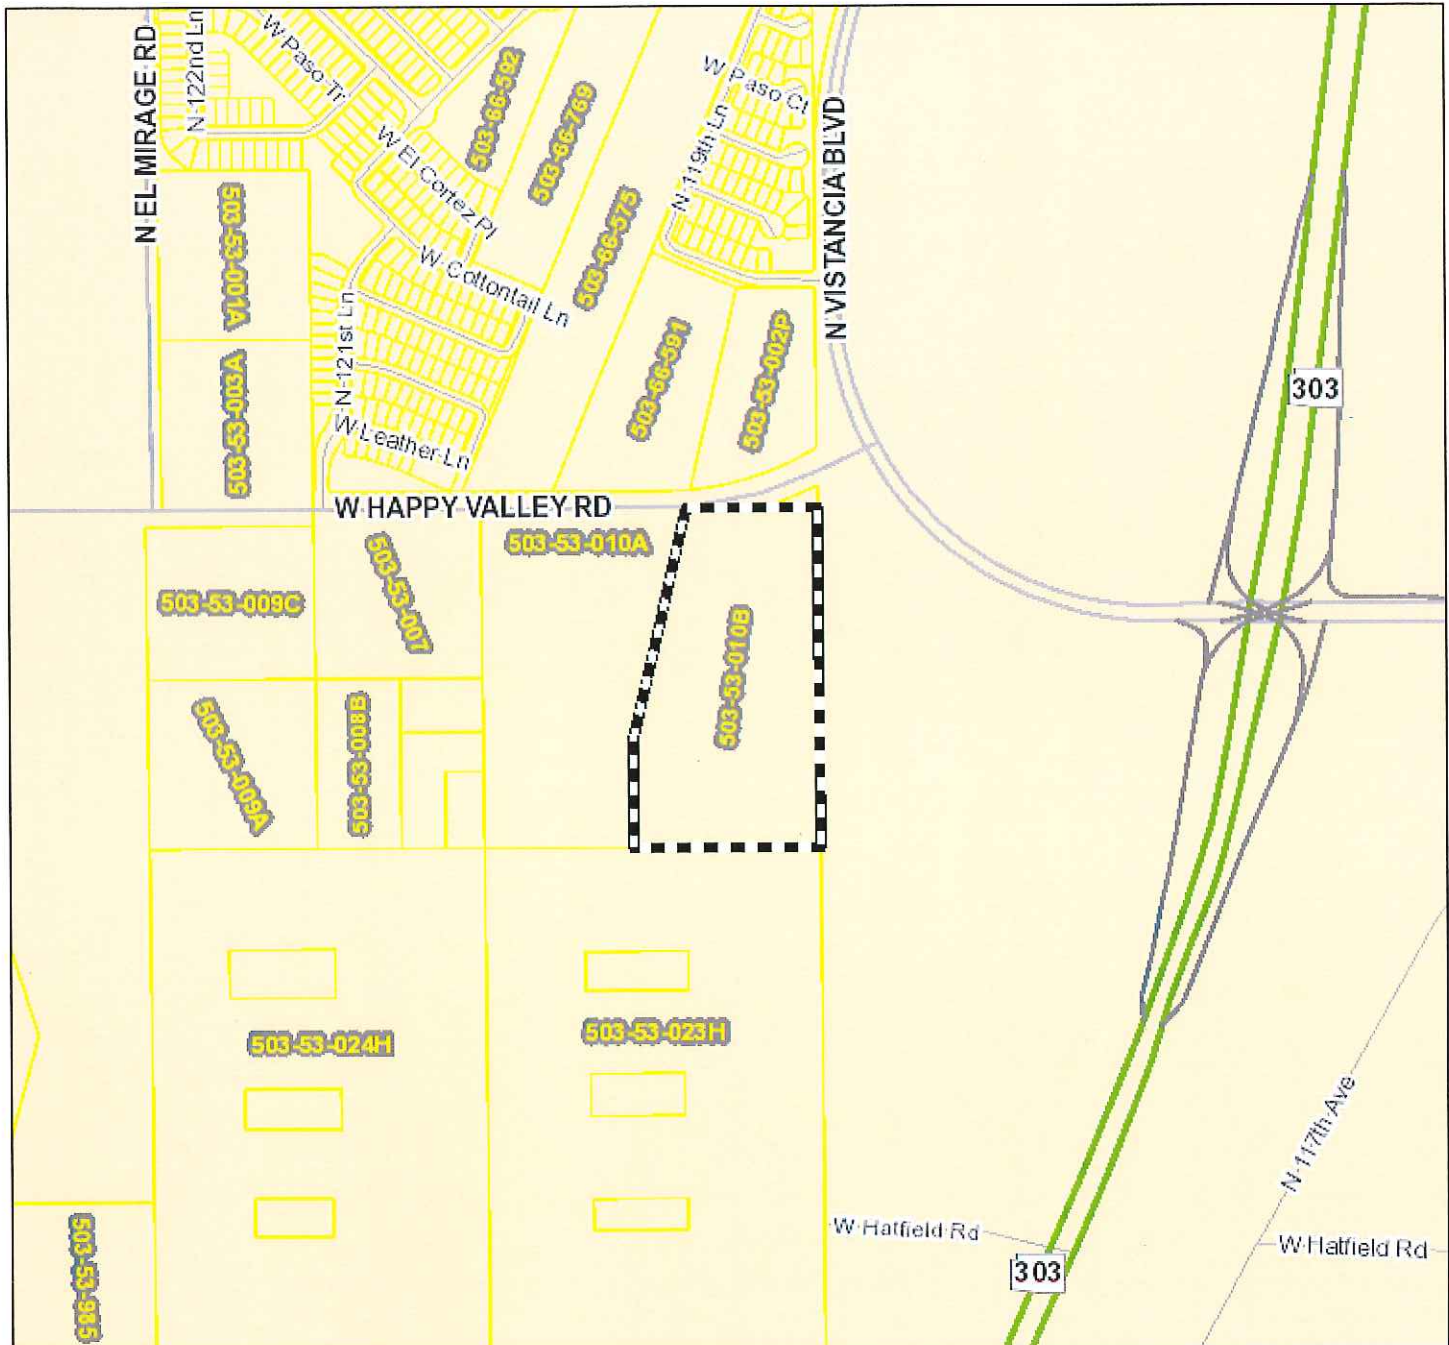 N EL MIRAGE RD
N 122nd Ln
W Paso Tr
503-66-592
503-66-769
W Paso Ct
N VISTANCIA BLVD
W El Cortez Pl
N 119th Ln
503-53-001A
503-66-575
W Cottontail Ln
N 121st Ln
503-66-591
503-53-002P
303
503-53-003A
W Leather Ln
W HAPPY VALLEY RD
503-53-010A
503-53-009C
503-53-007
503-53-010B
503-53-009A
503-53-008B
503-53-024H
503-53-023H
N 117th Ave
W Hatfield Rd
W Hatfield Rd
303
503-53-985